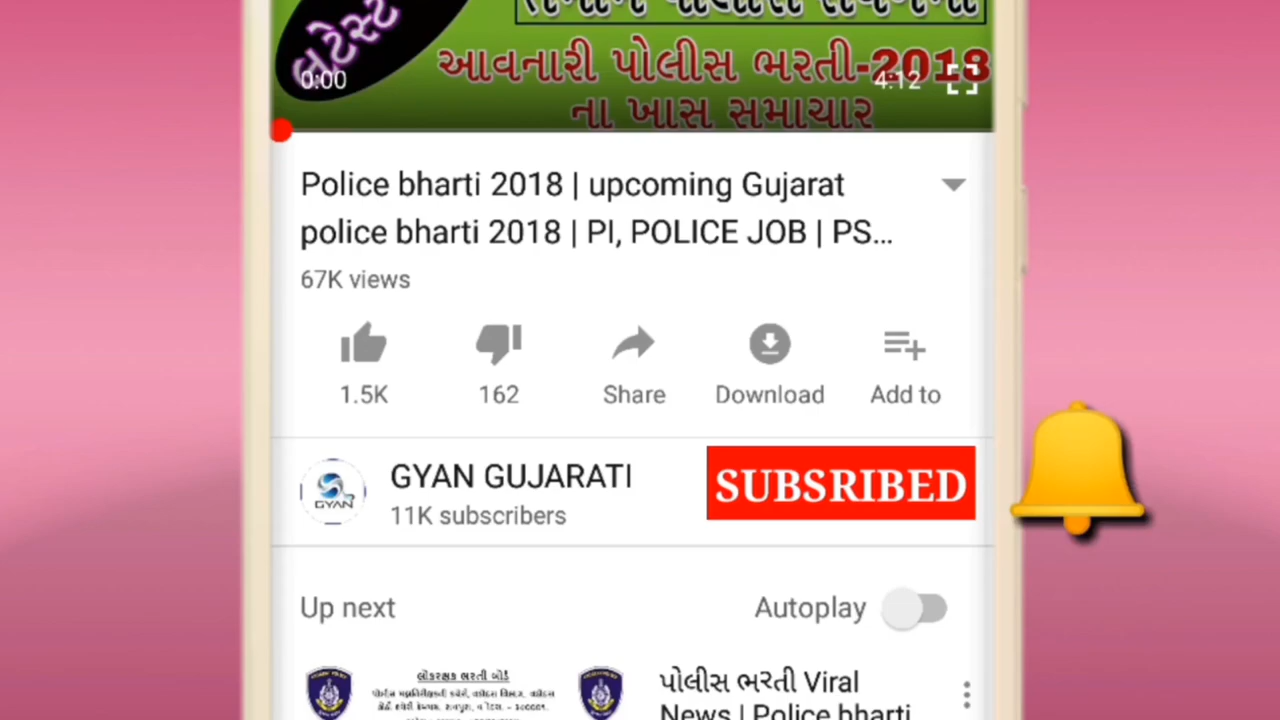 લેટેસ્ટ
આવનારી પોલીસ ભરતી-2018
ના ખાસ સમાચાર
0:00
4:12
Police bharti 2018 | upcoming Gujarat
police bharti 2018 | PI, POLICE JOB | PS...
67K views
1.5K
162
Share
Download
Add to
GYAN
GYAN GUJARATI
11K subscribers
SUBSRIBED
Up next
Autoplay
લોકરક્ષક ભરતી બોર્ડ
પોલીસ ભરતી Viral
News | Police bharti